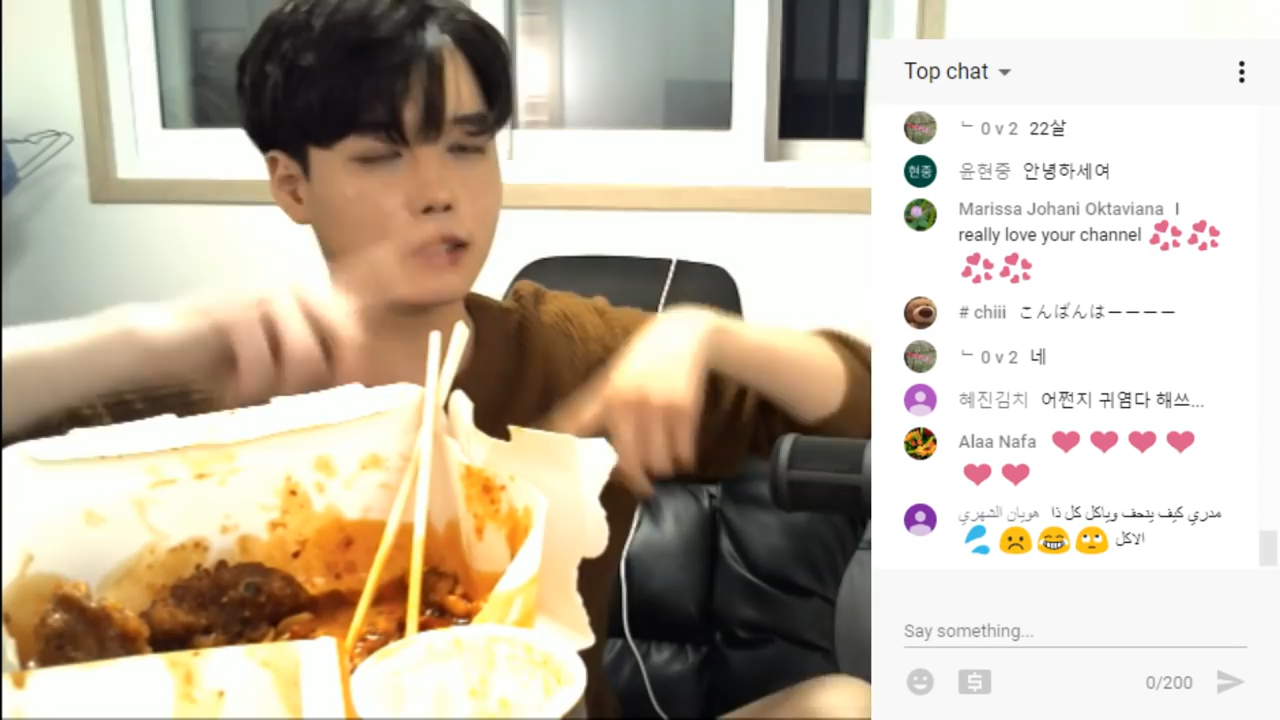 Top chat
ㄴ 0 v 2 22살
현중 윤현중 안녕하세여
Marissa Johani Oktaviana I
really love your channel
# chiii こんばんはーーーー
ㄴ 0 v 2 네
혜진김치 어쩐지 귀염다 해쓰...
Alaa Nafa
هويان الشهري مدري كيف ينحف وياكل كل ذا
الاكل
Say something...
0/200